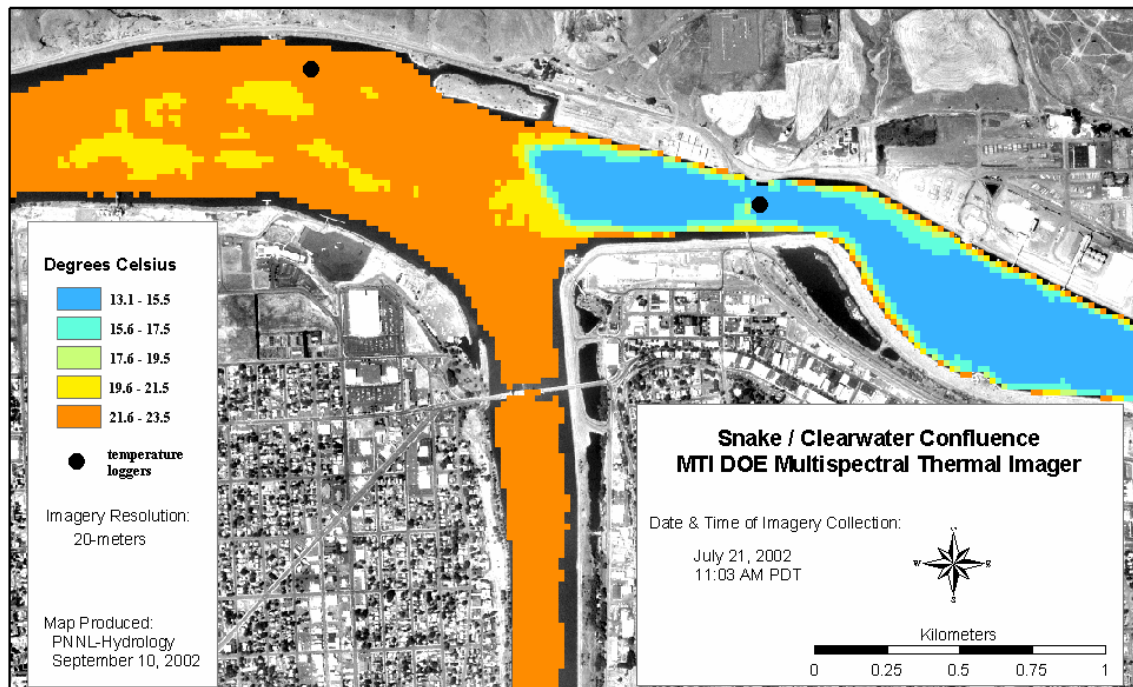 Degrees Celsius
13.1 - 15.5
15.6 - 17.5
17.6 - 19.5
19.6 - 21.5
21.6 - 23.5
temperature
loggers
Imagery Resolution:
20-meters
Map Produced:
PNNL-Hydrology
September 10, 2002
Snake / Clearwater Confluence
MTI DOE Multispectral Thermal Imager
Date & Time of Imagery Collection:
July 21, 2002
11:03 AM PDT
N
W E
S
Kilometers
0 0.25 0.5 0.75 1